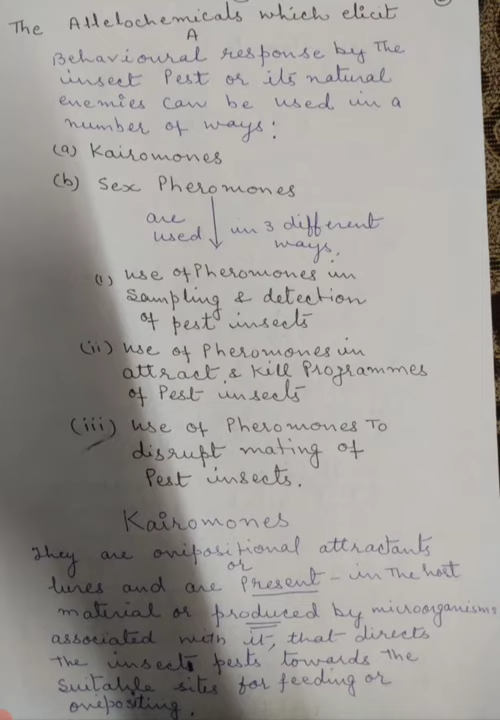 The Allelochemicals which elicit
A
Behavioural response by The
insect Pest or its natural
enemies can be used in a
number of ways:
(a) Kairomones
(b) Sex Pheromones
are
used
in 3 different
ways.
(i) use of Pheromones in
Sampling & detection
of pest insects
(ii) use of Pheromones in
attract & kill Programmes
of Pest insects
(iii) use of Pheromones To
disrupt mating of
Pest insects.
Kairomones
They are ovipositional attractants
or
lures and are Present - in The host
material or produced by microorganisms
associated with it, that directs
The insects pests towards the
Suitable sites for feeding or
ovipositing.